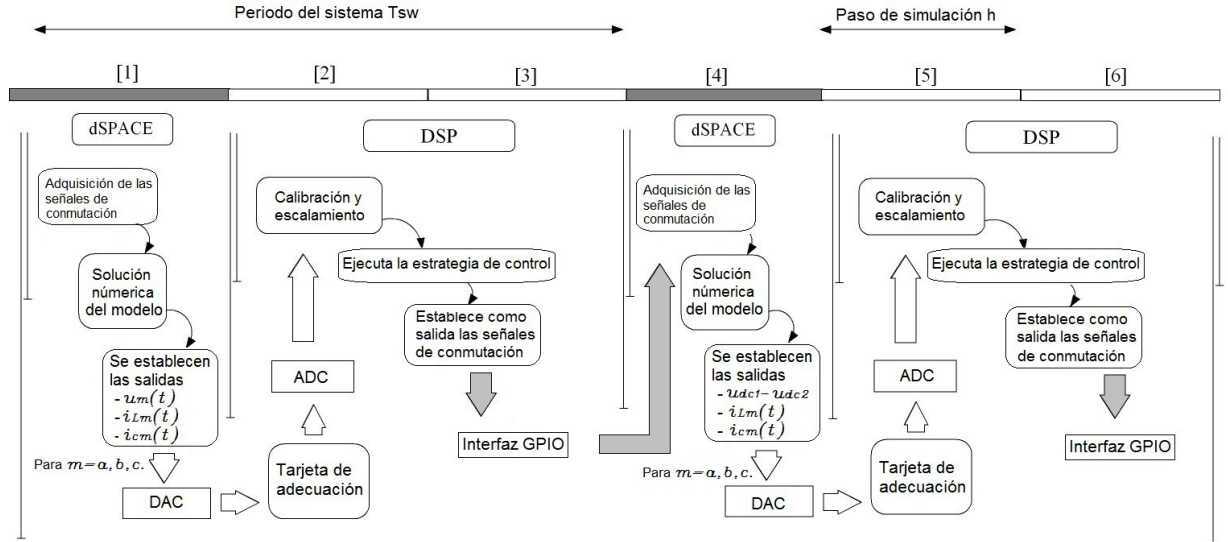 Periodo del sistema Tsw
Paso de simulación h
[1]
[2]
[3]
[4]
[5]
[6]
dSPACE
Adquisición de las
señales de
conmutación
Solución
númerica
del modelo
Se establecen
las salidas
- um(t)
- iLm(t)
- icm(t)
Para m=a,b,c.
DAC
DSP
Calibración y
escalamiento
Ejecuta la estrategia de control
Establece como
salida las señales
de conmutación
ADC
Tarjeta de
adecuación
Interfaz GPIO
dSPACE
Adquisición de las
señales de
conmutación
Solución
númerica
del modelo
Se establecen
las salidas
- udc1-udc2
- iLm(t)
- icm(t)
Para m=a,b,c.
DAC
DSP
Calibración y
escalamiento
Ejecuta la estrategia de control
Establece como
salida las señales
de conmutación
ADC
Tarjeta de
adecuación
Interfaz GPIO